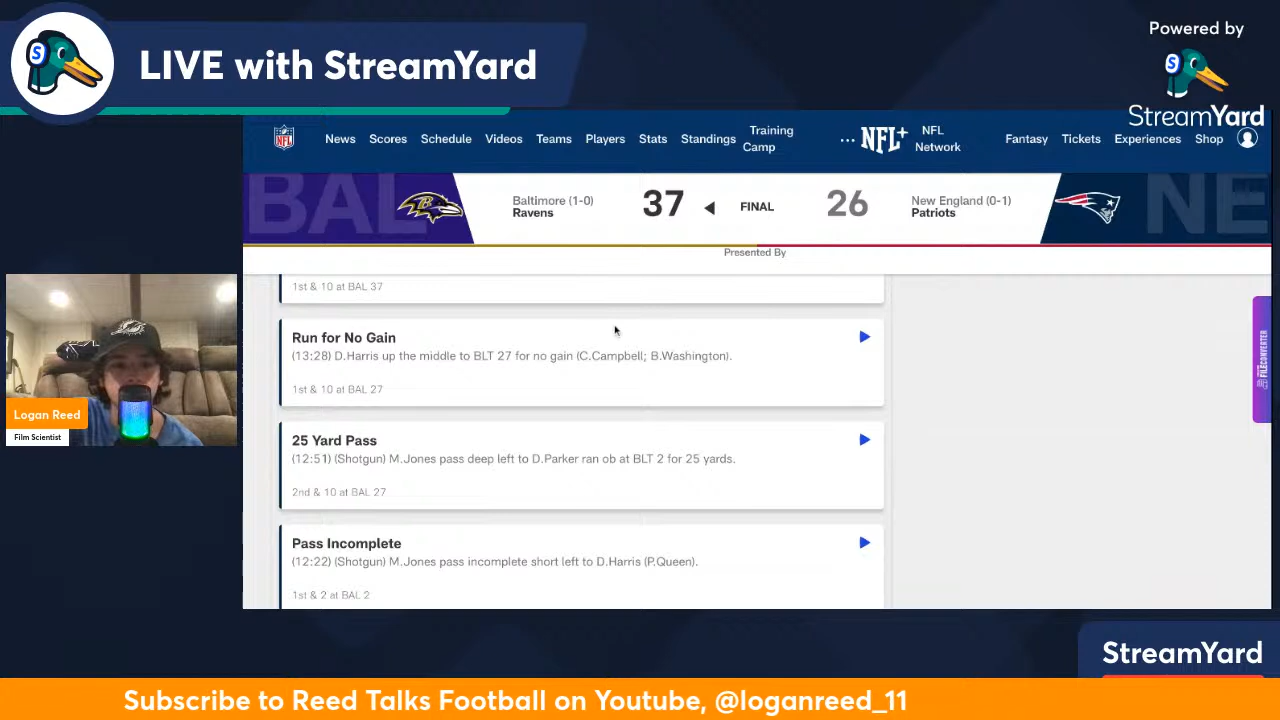 LIVE with StreamYard
Powered by
StreamYard
News Scores Schedule Videos Teams Players Stats Standings Training Camp ... NFL+ NFL Network Fantasy Tickets Experiences Shop
NFL
BAL
Baltimore (1-0)
Ravens
37
FINAL
26
New England (0-1)
Patriots
NE
Presented By
1st & 10 at BAL 37
Run for No Gain
(13:28) D.Harris up the middle to BLT 27 for no gain (C.Campbell; B.Washington).
1st & 10 at BAL 27
25 Yard Pass
(12:51) (Shotgun) M.Jones pass deep left to D.Parker ran ob at BLT 2 for 25 yards.
2nd & 10 at BAL 27
Pass Incomplete
(12:22) (Shotgun) M.Jones pass incomplete short left to D.Harris (P.Queen).
1st & 2 at BAL 2
FILECONVERTER
Logan Reed
Film Scientist
StreamYard
Subscribe to Reed Talks Football on Youtube, @loganreed_11